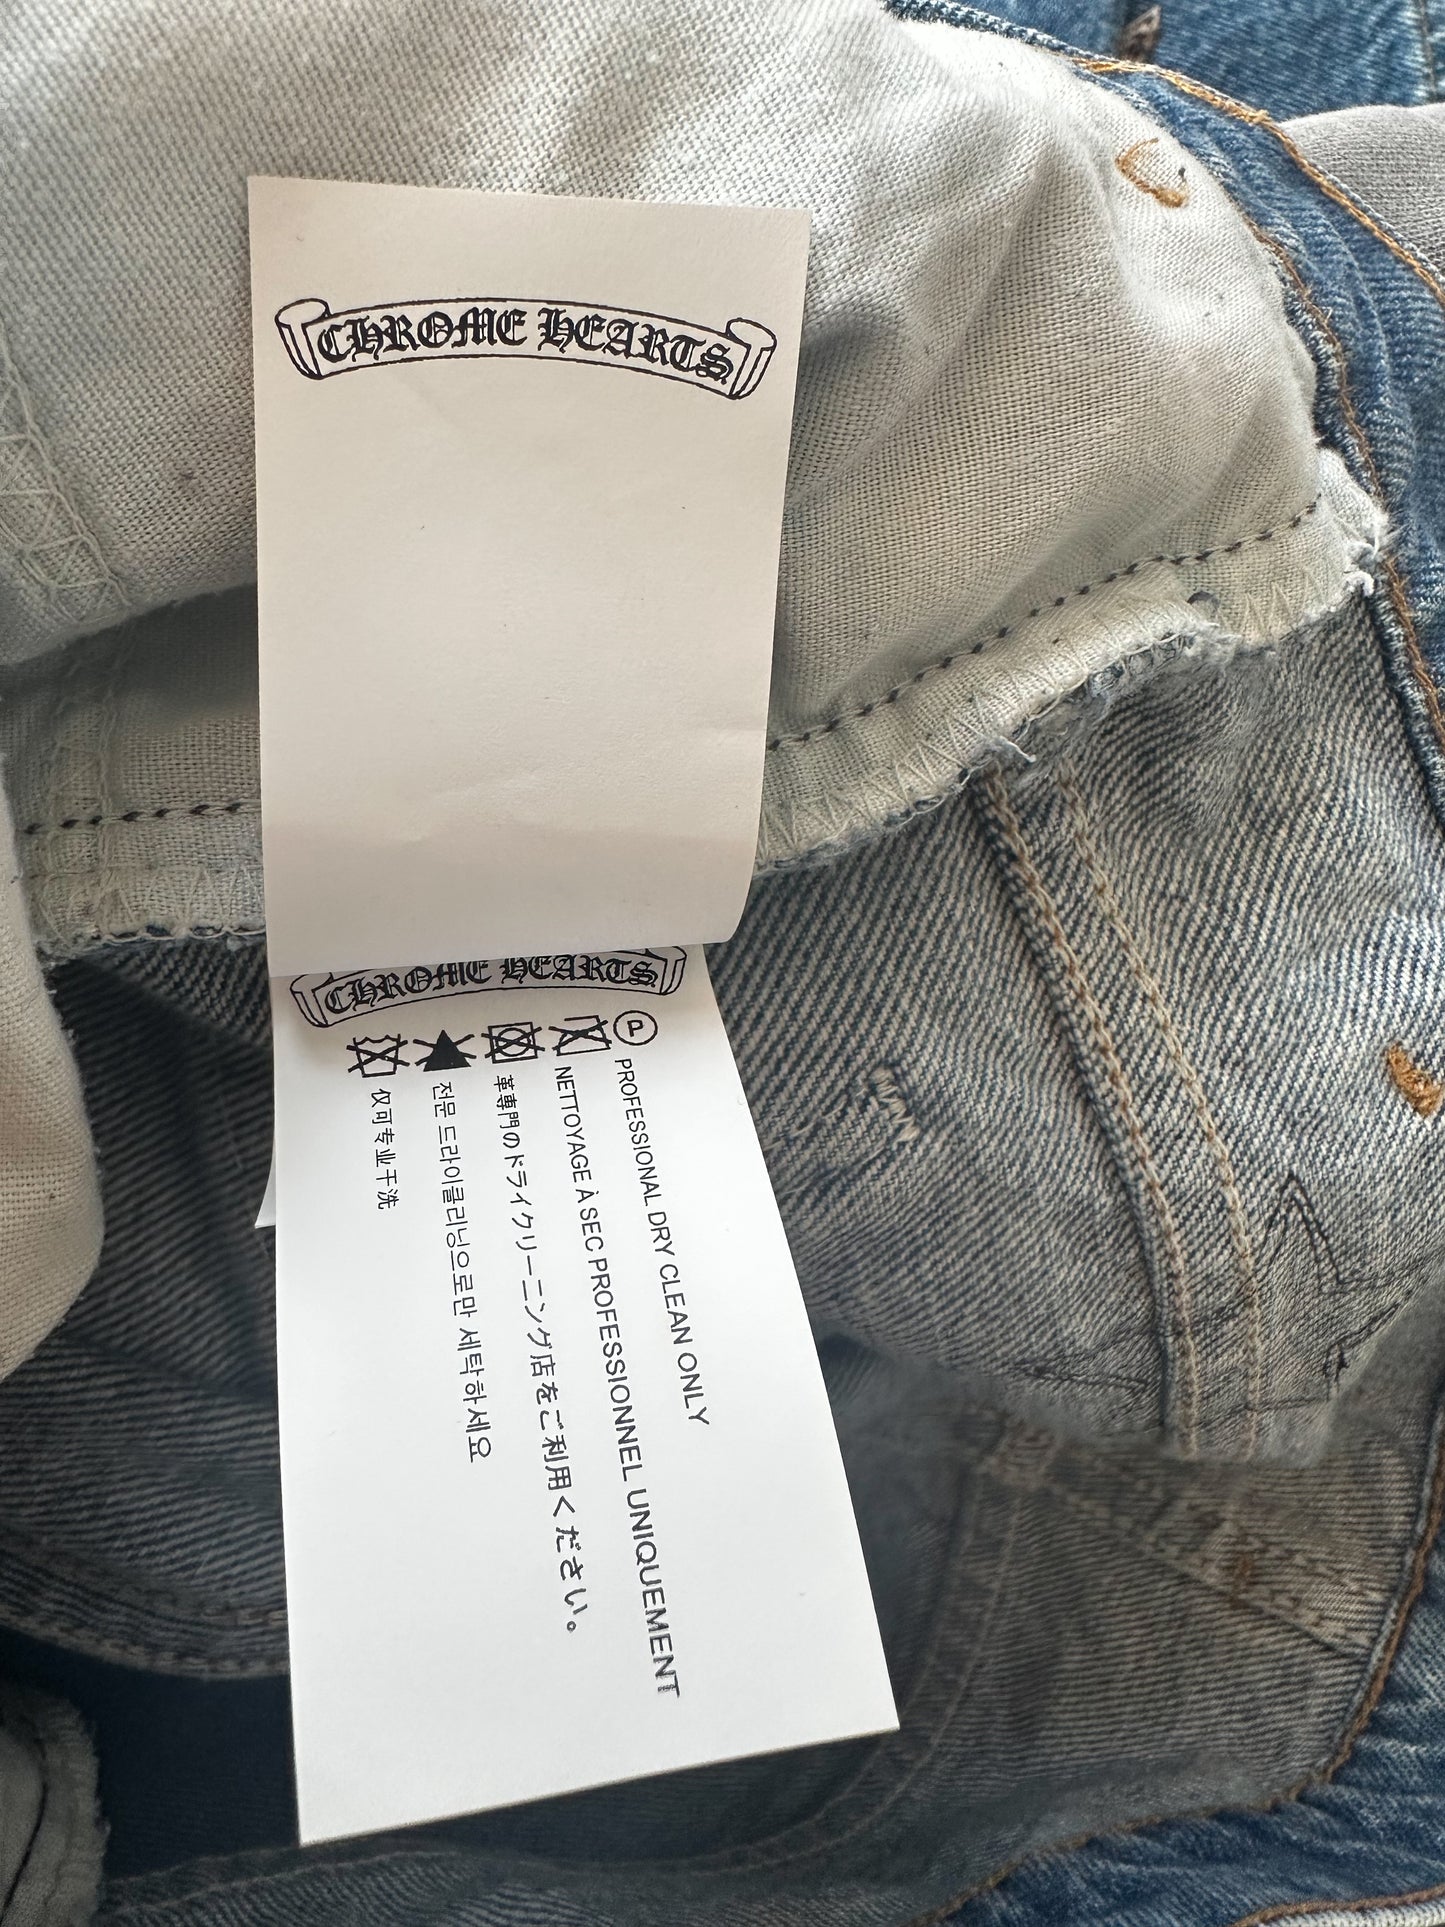 CHROME HEARTS
CHROME HEARTS
P
PROFESSIONAL DRY CLEAN ONLY
NETTOYAGE À SEC PROFESSIONNEL UNIQUEMENT
革専門のドライクリーニング店をご利用ください。
전문 드라이클리닝으로만 세탁하세요
仅可专业干洗